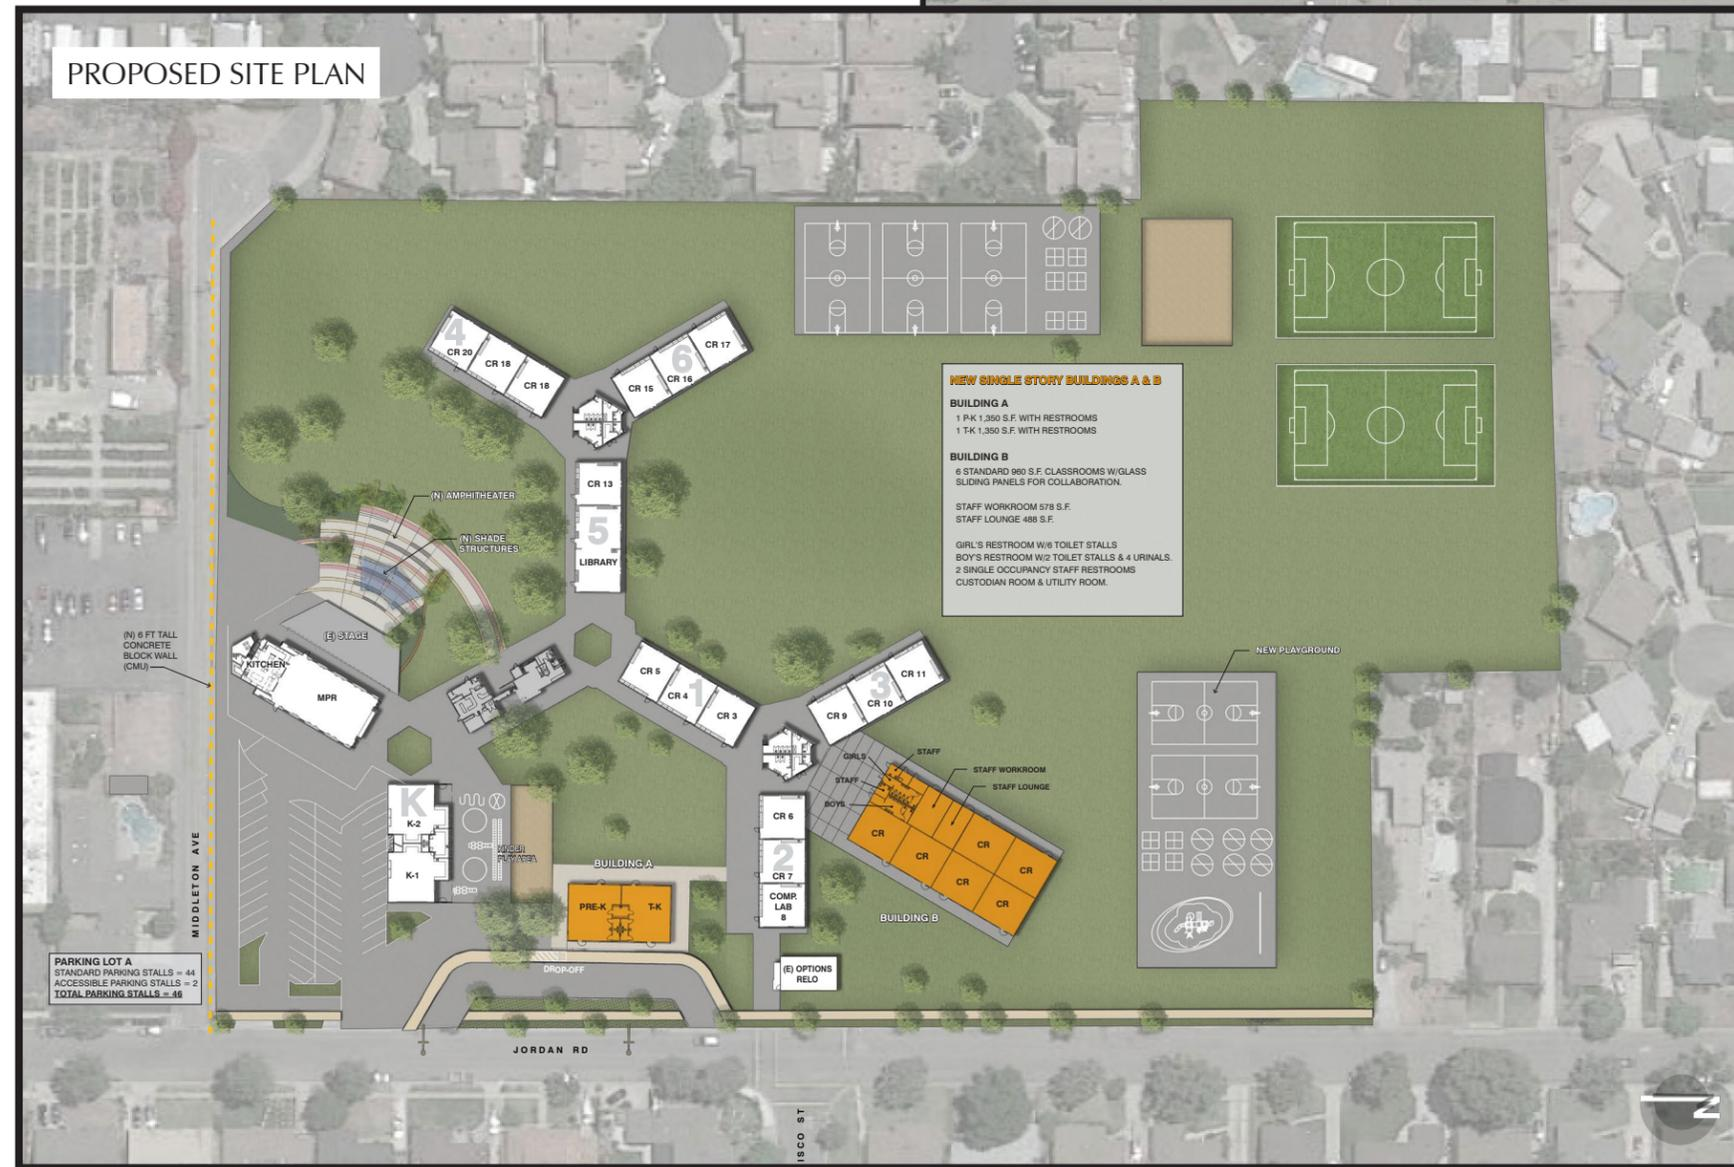 PROPOSED SITE PLAN
4
CR 20
CR 18
CR 18
CR 15
6
CR 16
CR 17
CR 13
5
LIBRARY
(N) AMPHITHEATER
(N) SHADE
STRUCTURES
(E) STAGE
KITCHEN
MPR
(N) 6 FT TALL
CONCRETE
BLOCK WALL
(CMU)
NEW SINGLE STORY BUILDINGS A & B
BUILDING A
1 P-K 1,350 S.F. WITH RESTROOMS
1 T-K 1,350 S.F. WITH RESTROOMS
BUILDING B
6 STANDARD 960 S.F. CLASSROOMS W/GLASS
SLIDING PANELS FOR COLLABORATION.
STAFF WORKROOM 578 S.F.
STAFF LOUNGE 488 S.F.
GIRL'S RESTROOM W/6 TOILET STALLS
BOY'S RESTROOM W/2 TOILET STALLS & 4 URINALS.
2 SINGLE OCCUPANCY STAFF RESTROOMS
CUSTODIAN ROOM & UTILITY ROOM.
CR 5
CR 4
1
CR 3
CR 9
3
CR 10
CR 11
NEW PLAYGROUND
GIRLS
STAFF
STAFF
BOYS
STAFF WORKROOM
STAFF LOUNGE
CR
CR
CR
CR
CR
CR
BUILDING B
K
K-2
K-1
KINDER
PLAY AREA
BUILDING A
PRE-K
T-K
CR 6
2
CR 7
COMP.
LAB
8
(E) OPTIONS
RELO
DROP-OFF
MIDDLETON AVE
PARKING LOT A
STANDARD PARKING STALLS = 44
ACCESSIBLE PARKING STALLS = 2
TOTAL PARKING STALLS = 46
JORDAN RD
ISCO ST
N